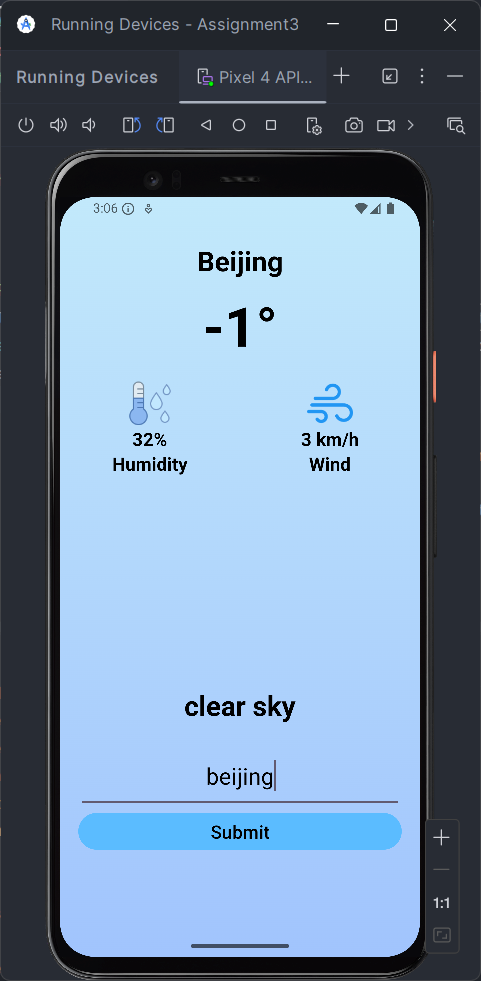 Running Devices - Assignment3
Running Devices
Pixel 4 API...
3:06
Beijing
-1°
32%
Humidity
3 km/h
Wind
clear sky
beijing
Submit
1:1